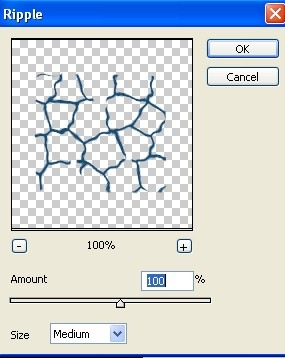 Ripple
OK
Cancel
- 100% +
Amount 100 %
Size Medium